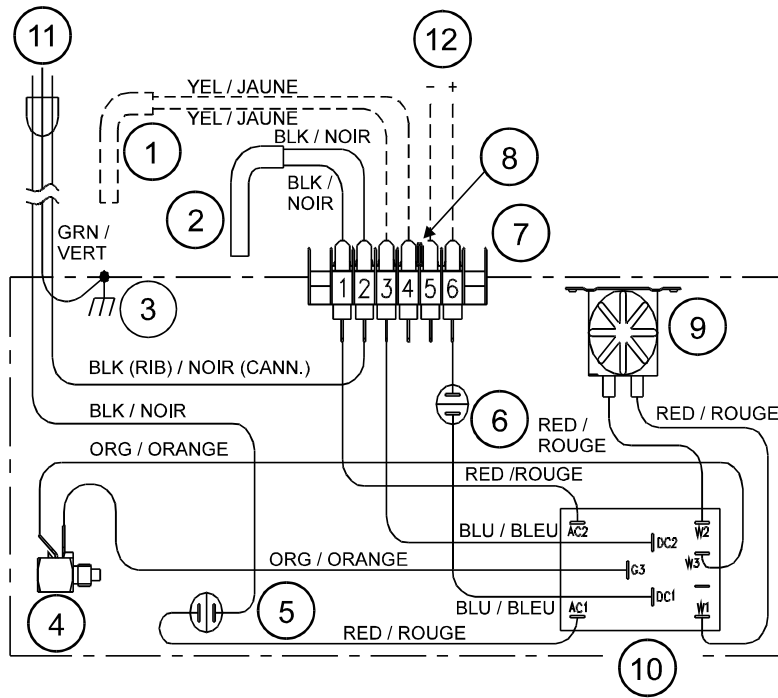 11
12
- +
YEL / JAUNE
YEL / JAUNE
BLK / NOIR
1
8
BLK /
NOIR
2
7
GRN /
VERT
1 2 3 4 5 6
3
9
BLK (RIB) / NOIR (CANN.)
BLK / NOIR
6
RED /
ROUGE
RED / ROUGE
ORG / ORANGE
RED /ROUGE
BLU / BLEU
AC2
W2
DC2
W3
ORG / ORANGE
G3
4
5
BLU / BLEU
DC1
AC1
W1
RED / ROUGE
10